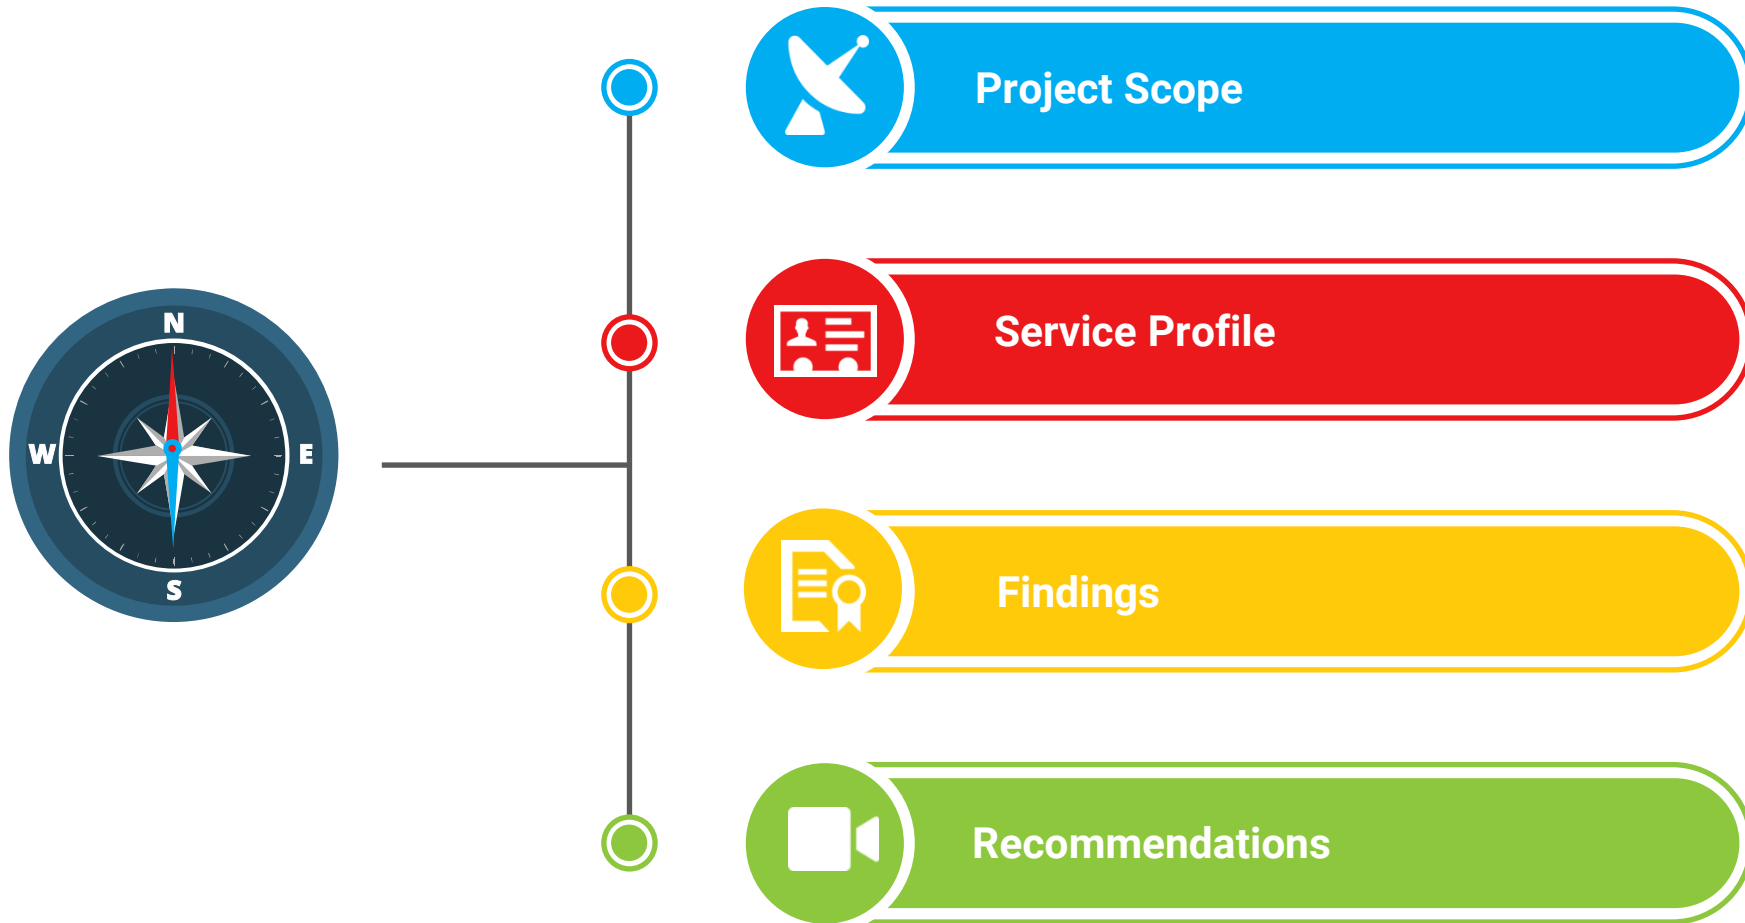 Project Scope
Service Profile
Findings
Recommendations
N
W
E
S